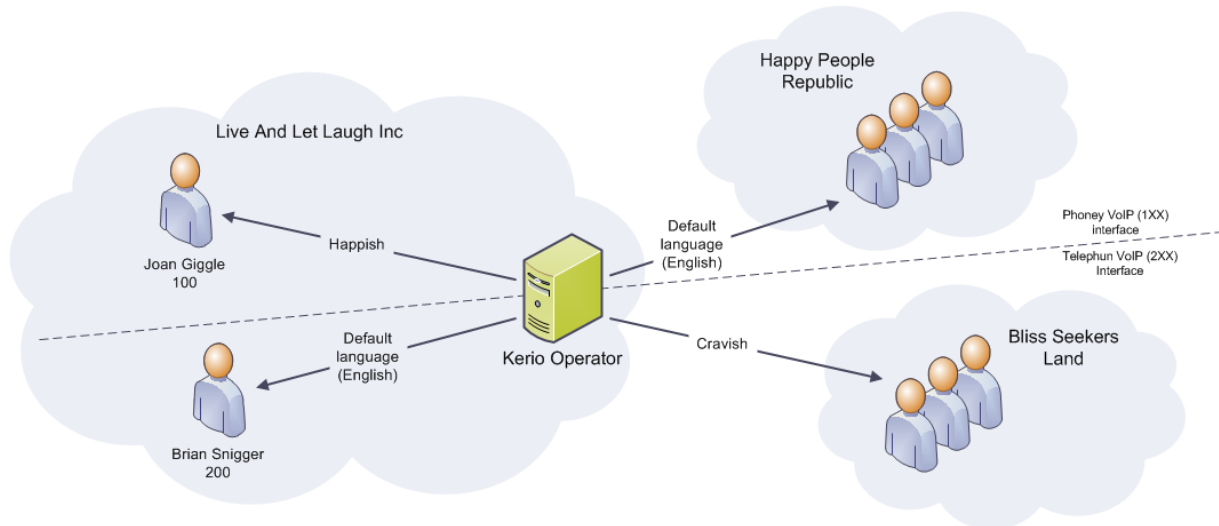 Live And Let Laugh Inc
Joan Giggle
100
Happish
Default
language
(English)
Brian Snigger
200
Kerio Operator
Happy People
Republic
Default
language
(English)
Phoney VoIP (1XX)
interface
Telephun VoIP (2XX)
Interface
Cravish
Bliss Seekers
Land